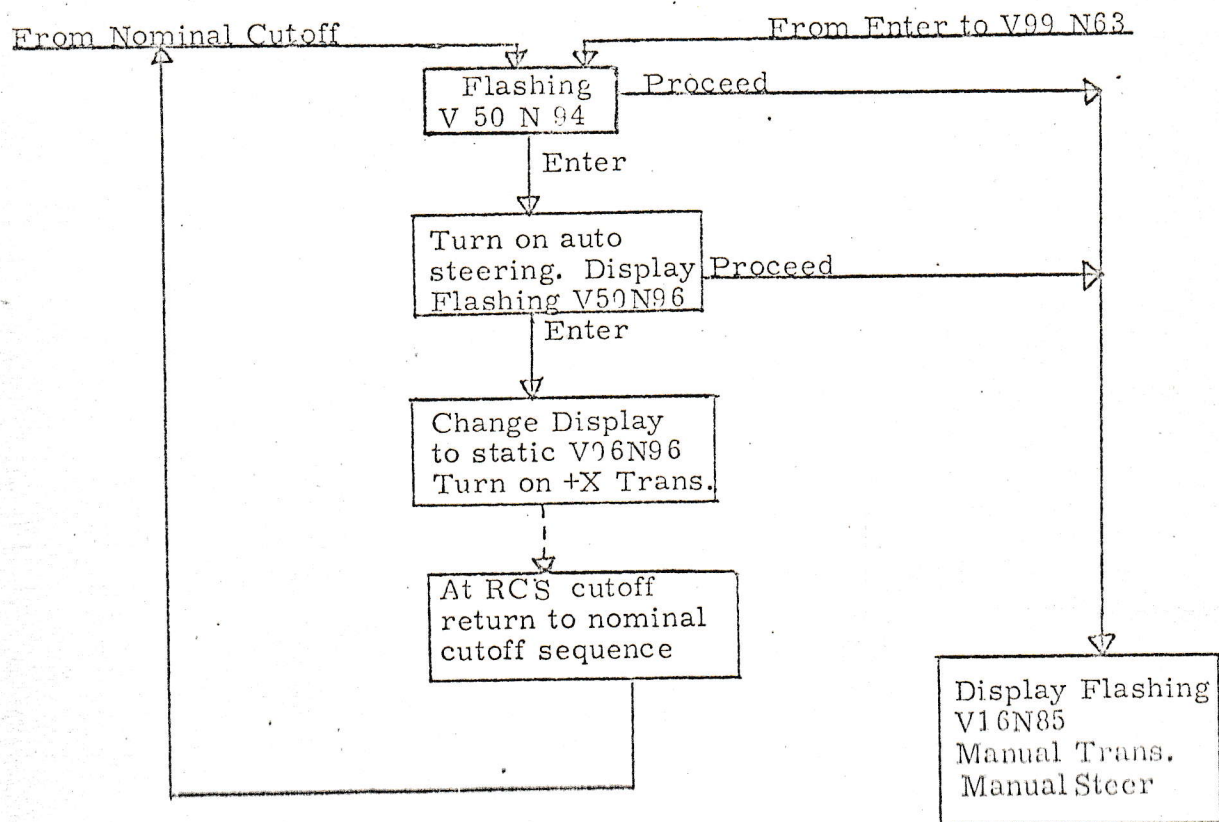 From Nominal Cutoff
From Enter to V99 N63
Flashing
V 50 N 94
Proceed
Enter
Turn on auto
steering. Display
Flashing V50N96
Proceed
Enter
Change Display
to static V06N96
Turn on +X Trans.
At RCS cutoff
return to nominal
cutoff sequence
Display Flashing
V16N85
Manual Trans.
Manual Steer